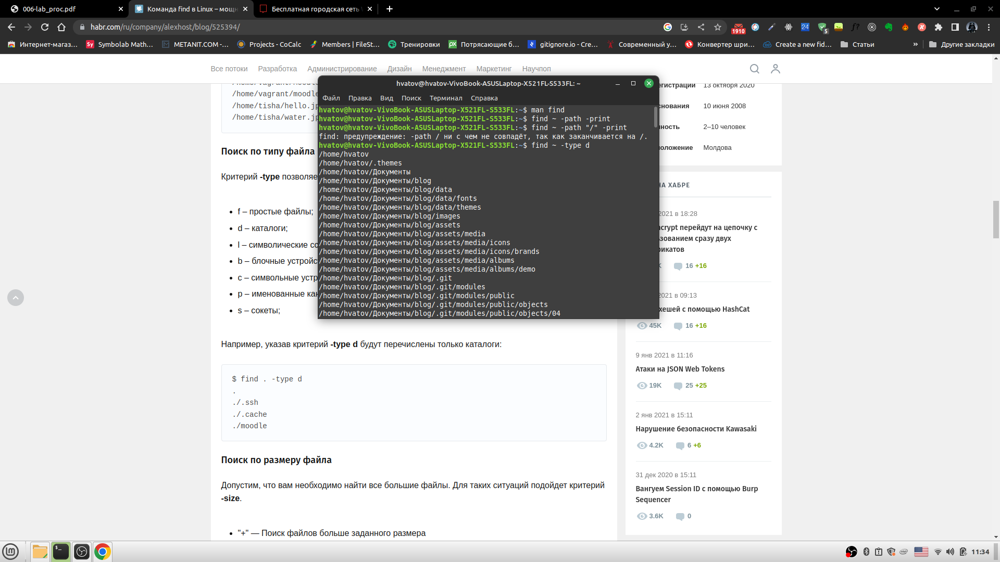 006-lab_proc.pdf
Команда find в Linux – мощн
Бесплатная городская сеть
habr.com/ru/company/alexhost/blog/525394/
1910
24
f?
5
Интернет-магаз...
Sy Symbolab Math...
METANIT.COM -...
Projects - CoCalc
Members | FileSt...
Тренировки
px Потрясающие б...
gitignore.io - Cre...
Современный у...
Конвертер шри...
Create a new fid...
Статьи
»
Другие закладки
Все потоки Разработка Администрирование Дизайн Менеджмент Маркетинг Научпоп
/home/vagrant/moodle
/home/tisha/hello.jp
/home/tisha/water.jp
Поиск по типу файла
Критерий -type позволяе
f – простые файлы;
d – каталоги;
l – символические со
b – блочные устройс
c – символьные устр
p – именованные кан
s – сокеты;
Например, указав критерий -type d будут перечислены только каталоги:
$ find . -type d
.
./.ssh
./.cache
./moodle
Поиск по размеру файла
Допустим, что вам необходимо найти все большие файлы. Для таких ситуаций подойдет критерий
-size.
"+" — Поиск файлов больше заданного размера
hvatov@hvatov-VivoBook-ASUSLaptop-X521FL-S533FL: ~
Файл Правка Вид Поиск Терминал Справка
hvatov@hvatov-VivoBook-ASUSLaptop-X521FL-S533FL:~$ man find
hvatov@hvatov-VivoBook-ASUSLaptop-X521FL-S533FL:~$ find ~ -path -print
hvatov@hvatov-VivoBook-ASUSLaptop-X521FL-S533FL:~$ find ~ -path "/" -print
find: предупреждение: -path / ни с чем не совпадёт, так как заканчивается на /.
hvatov@hvatov-VivoBook-ASUSLaptop-X521FL-S533FL:~$ find ~ -type d
/home/hvatov
/home/hvatov/.themes
/home/hvatov/Документы
/home/hvatov/Документы/blog
/home/hvatov/Документы/blog/data
/home/hvatov/Документы/blog/data/fonts
/home/hvatov/Документы/blog/data/themes
/home/hvatov/Документы/blog/images
/home/hvatov/Документы/blog/assets
/home/hvatov/Документы/blog/assets/media
/home/hvatov/Документы/blog/assets/media/icons
/home/hvatov/Документы/blog/assets/media/icons/brands
/home/hvatov/Документы/blog/assets/media/albums
/home/hvatov/Документы/blog/assets/media/albums/demo
/home/hvatov/Документы/blog/.git
/home/hvatov/Документы/blog/.git/modules
/home/hvatov/Документы/blog/.git/modules/public
/home/hvatov/Документы/blog/.git/modules/public/objects
/home/hvatov/Документы/blog/.git/modules/public/objects/04
егистрации 13 октября 2020
снования 10 июня 2008
ность 2–10 человек
оложение Молдова
НА ХАБРЕ
2021 в 18:28
ncrypt перейдут на цепочку с
зованием сразу двух
рикатов
K 16 +16
2021 в 09:13
хешей с помощью HashCat
45K 16 +16
9 янв 2021 в 11:16
Атаки на JSON Web Tokens
19K 25 +25
2 янв 2021 в 15:11
Нарушение безопасности Kawasaki
4.2K 6 +6
31 дек 2020 в 15:11
Вангуем Session ID с помощью Burp
Sequencer
3.6K 0
11:34